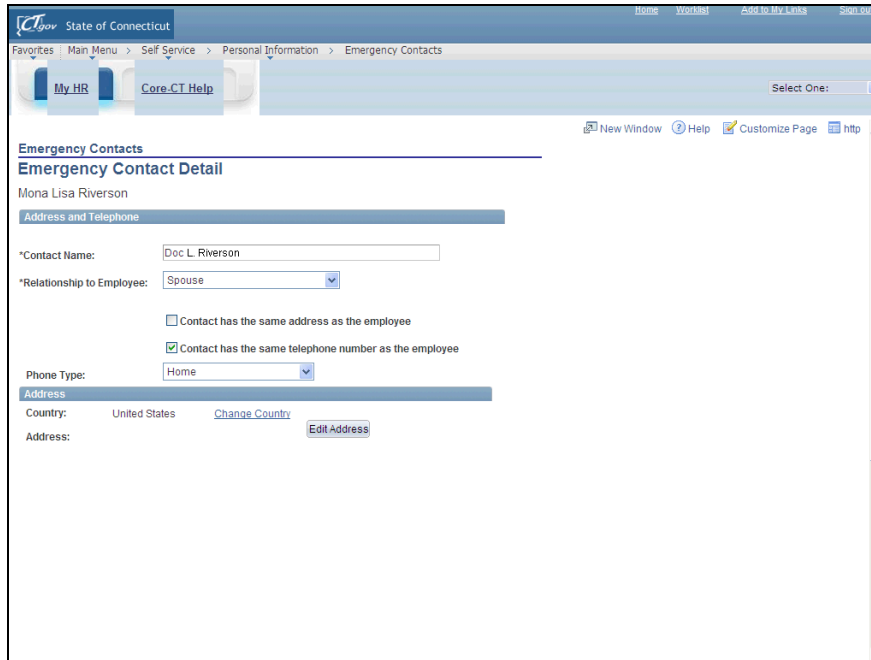 Home Worklist Add to My Links Sign ou
CT.gov State of Connecticut
Favorites Main Menu > Self Service > Personal Information > Emergency Contacts
My HR Core-CT Help
Select One:
New Window Help Customize Page http
Emergency Contacts
Emergency Contact Detail
Mona Lisa Riverson
Address and Telephone
*Contact Name: Doc L. Riverson
*Relationship to Employee: Spouse
Contact has the same address as the employee
Contact has the same telephone number as the employee
Phone Type: Home
Address
Country: United States Change Country
Edit Address
Address: